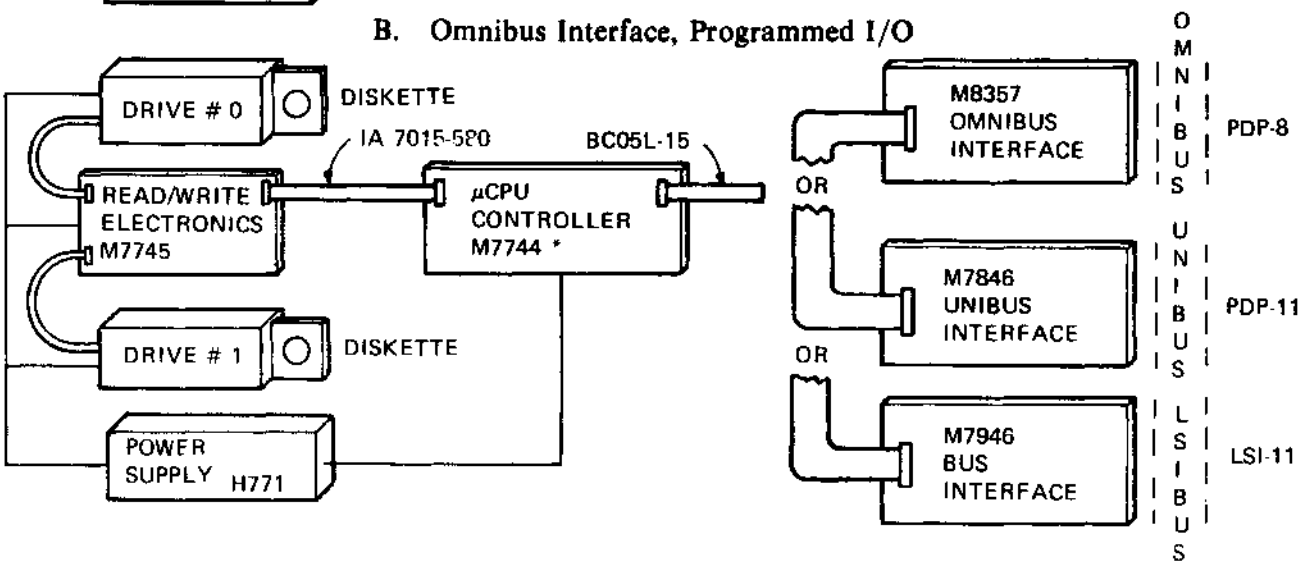 B. Omnibus Interface, Programmed I/O
DRIVE # 0
DISKETTE
IA 7015-580
BC05L-15
READ/WRITE
ELECTRONICS
M7745
µCPU
CONTROLLER
M7744 *
DRIVE # 1
DISKETTE
POWER
SUPPLY H771
OR
OR
M8357
OMNIBUS
INTERFACE
OMNIBUS
PDP-8
M7846
UNIBUS
INTERFACE
UNIBUS
PDP-11
M7946
BUS
INTERFACE
LSIBUS
LSI-11